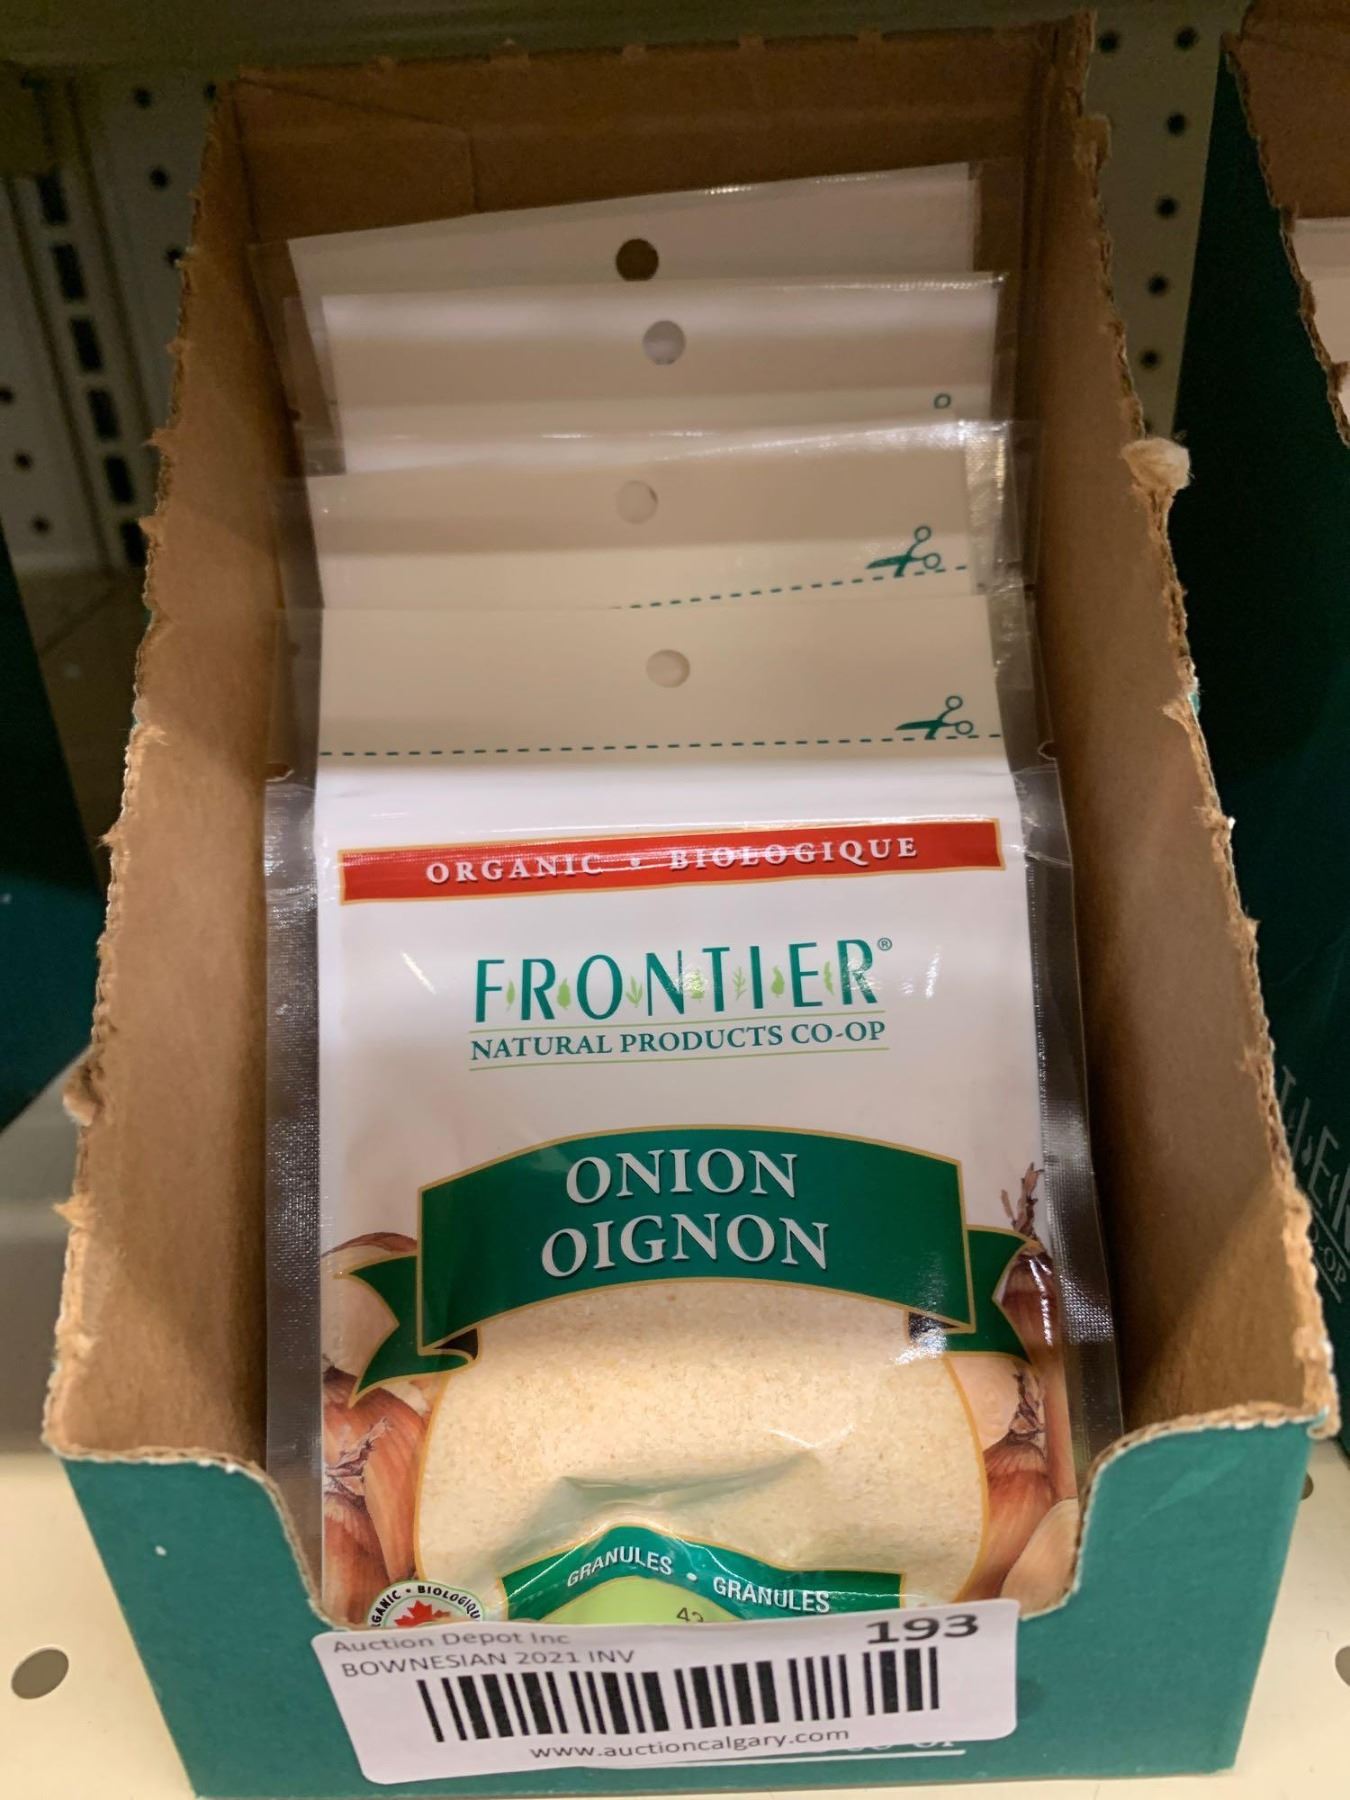 ORGANIC • BIOLOGIQUE
FRONTIER®
NATURAL PRODUCTS CO-OP
ONION
OIGNON
GRANULES • GRANULES
BIOLOGIQU
Auction Depot Inc
193
BOWNESIAN 2021 INV
www.auctioncalgary.com